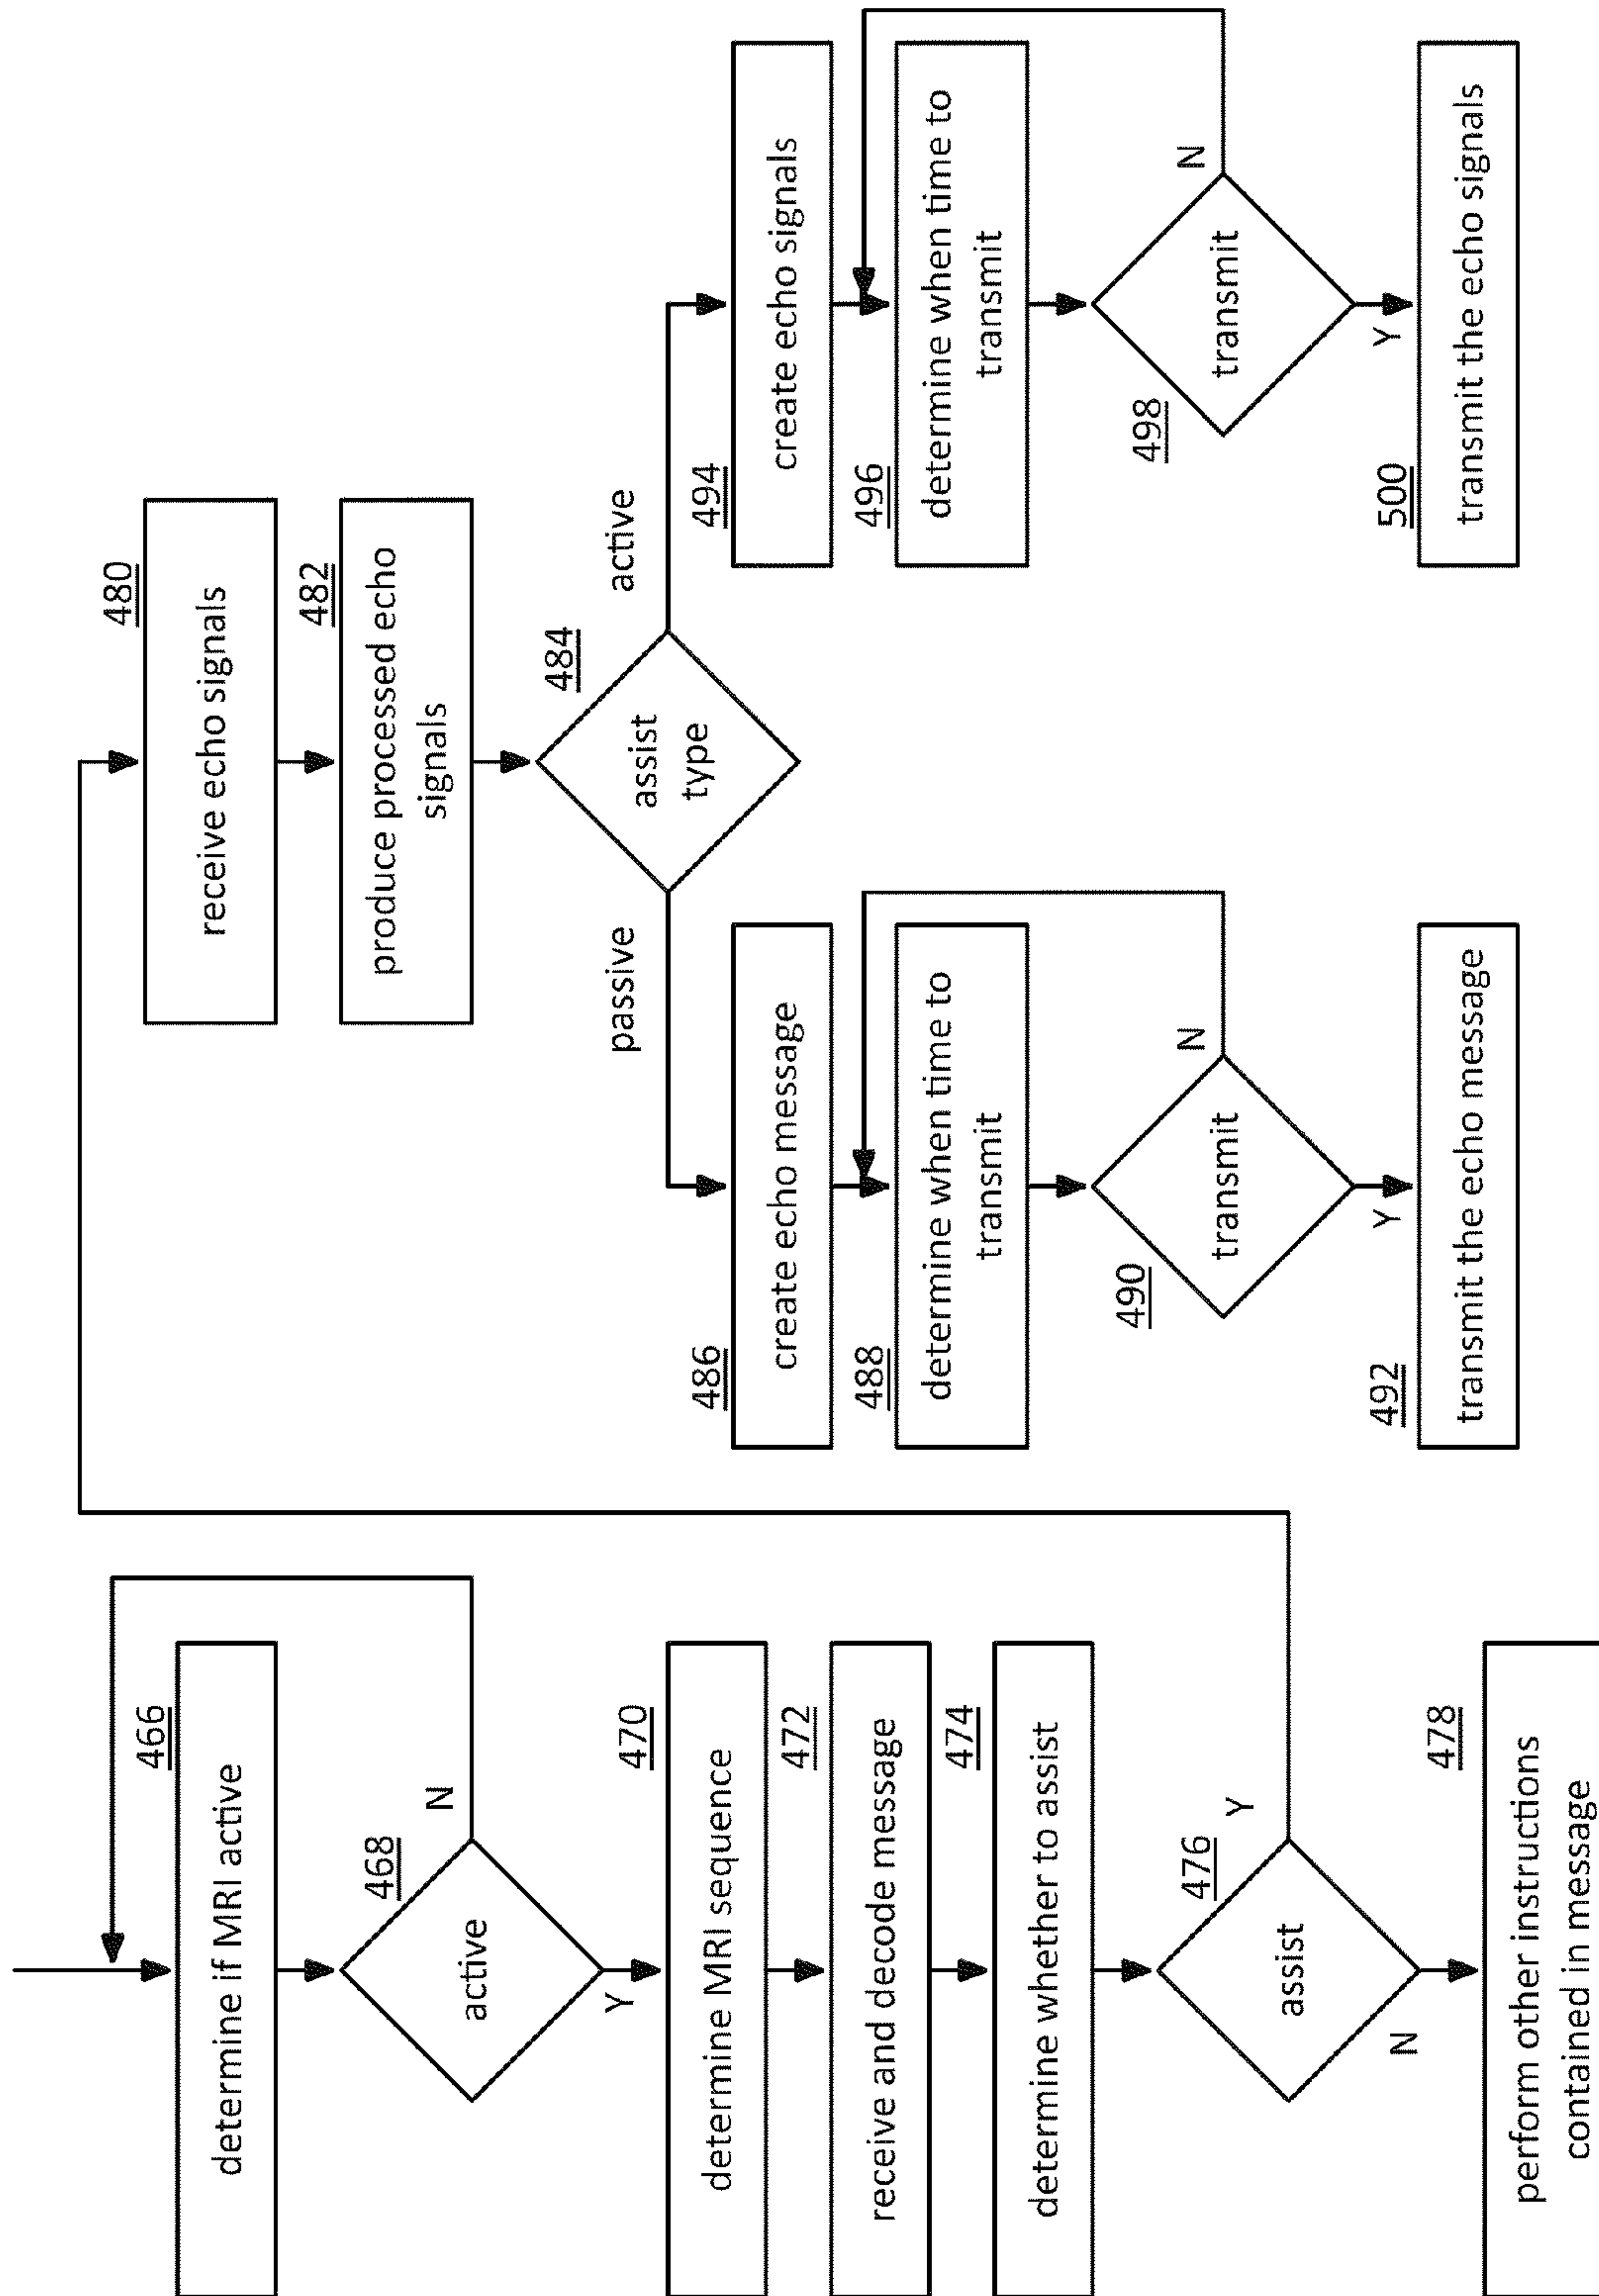 466
determine if MRI active
468
active
N
Y
470
determine MRI sequence
472
receive and decode message
474
determine whether to assist
476
assist
Y
N
478
perform other instructions
contained in message
480
receive echo signals
482
produce processed echo
signals
484
assist
type
passive
active
486
create echo message
488
determine when time to
transmit
490
transmit
N
Y
492
transmit the echo message
494
create echo signals
496
determine when time to
transmit
498
transmit
N
Y
500
transmit the echo signals